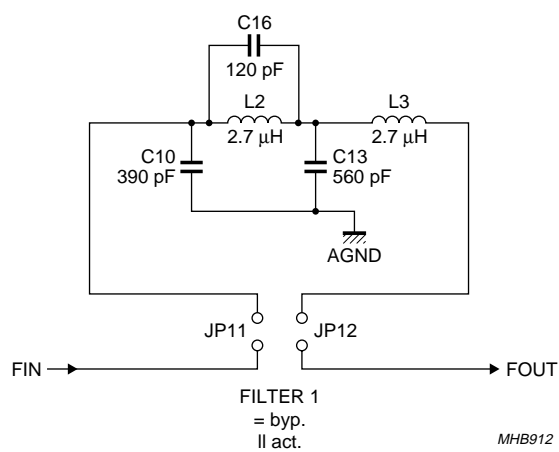 C16
120 pF
L2
2.7 μH
L3
2.7 μH
C10
390 pF
C13
560 pF
AGND
JP11
JP12
FIN
FOUT
FILTER 1
= byp.
II act.
MHB912